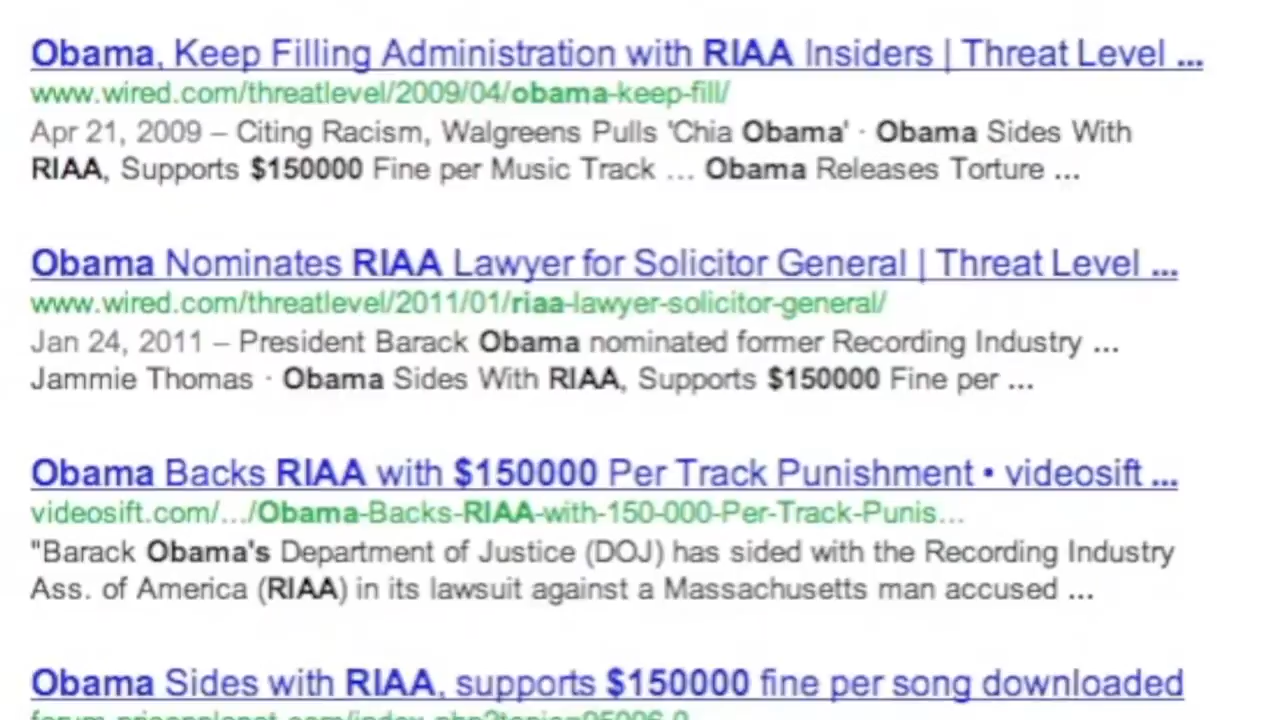 Obama, Keep Filling Administration with RIAA Insiders | Threat Level ...
www.wired.com/threatlevel/2009/04/obama-keep-fill/
Apr 21, 2009 – Citing Racism, Walgreens Pulls 'Chia Obama' · Obama Sides With
RIAA, Supports $150000 Fine per Music Track ... Obama Releases Torture ...
Obama Nominates RIAA Lawyer for Solicitor General | Threat Level ...
www.wired.com/threatlevel/2011/01/riaa-lawyer-solicitor-general/
Jan 24, 2011 – President Barack Obama nominated former Recording Industry ...
Jammie Thomas · Obama Sides With RIAA, Supports $150000 Fine per ...
Obama Backs RIAA with $150000 Per Track Punishment • videosift ...
videosift.com/.../Obama-Backs-RIAA-with-150-000-Per-Track-Punis...
"Barack Obama's Department of Justice (DOJ) has sided with the Recording Industry
Ass. of America (RIAA) in its lawsuit against a Massachusetts man accused ...
Obama Sides with RIAA, supports $150000 fine per song downloaded